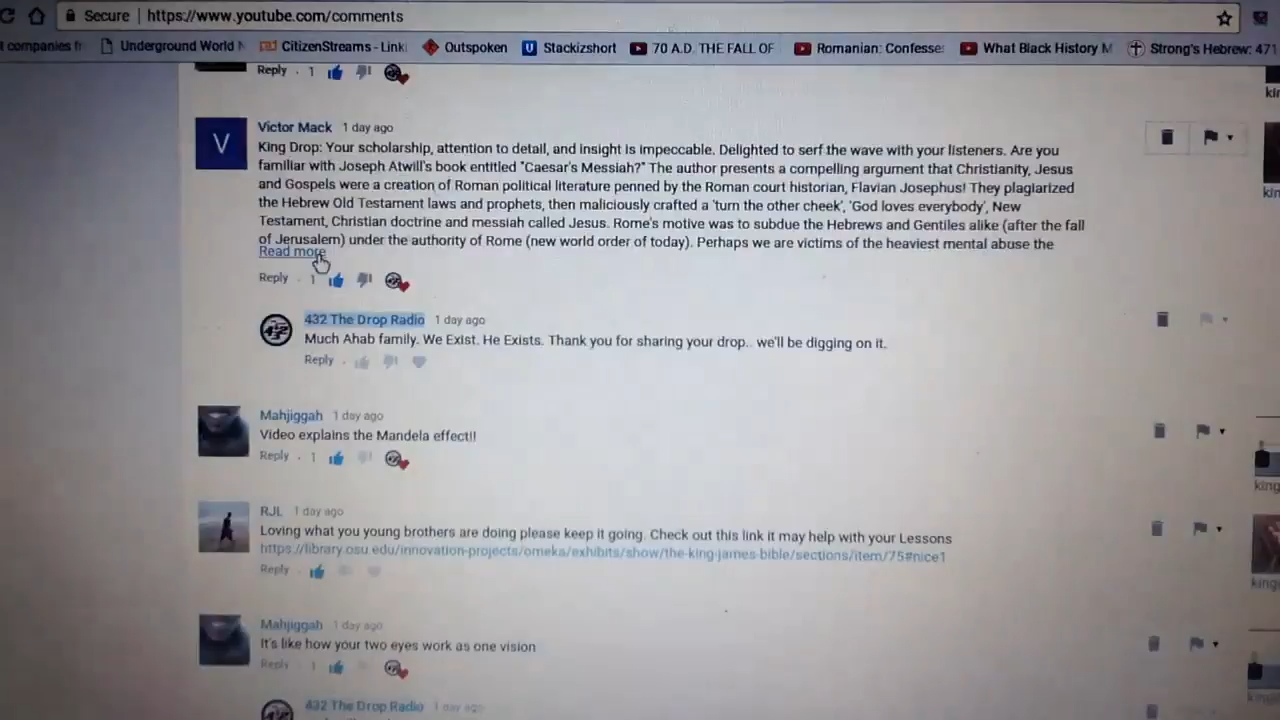 Secure | https://www.youtube.com/comments
t companies f Underground World CitizenStreams - Link Outspoken Stackizshort 70 A.D. THE FALL OF Romanian: Confesse: What Black History M Strong's Hebrew: 471
Reply · 1
V Victor Mack 1 day ago
King Drop: Your scholarship, attention to detail, and insight is impeccable. Delighted to serf the wave with your listeners. Are you
familiar with Joseph Atwill's book entitled "Caesar's Messiah?" The author presents a compelling argument that Christianity, Jesus
and Gospels were a creation of Roman political literature penned by the Roman court historian, Flavian Josephus! They plagiarized
the Hebrew Old Testament laws and prophets, then maliciously crafted a 'turn the other cheek', 'God loves everybody', New
Testament, Christian doctrine and messiah called Jesus. Rome's motive was to subdue the Hebrews and Gentiles alike (after the fall
of Jerusalem) under the authority of Rome (new world order of today). Perhaps we are victims of the heaviest mental abuse the
Read more
Reply · 1
432 The Drop Radio 1 day ago
Much Ahab family. We Exist. He Exists. Thank you for sharing your drop.. we'll be digging on it.
Reply ·
Mahjiggah 1 day ago
Video explains the Mandela effect!!
Reply · 1
RJL 1 day ago
Loving what you young brothers are doing please keep it going. Check out this link it may help with your Lessons
https://library.osu.edu/innovation-projects/omeka/exhibits/show/the-king-james-bible/sections/item/75#nice1
Reply ·
Mahjiggah 1 day ago
It's like how your two eyes work as one vision
Reply · 1
432 The Drop Radio 1 day ago